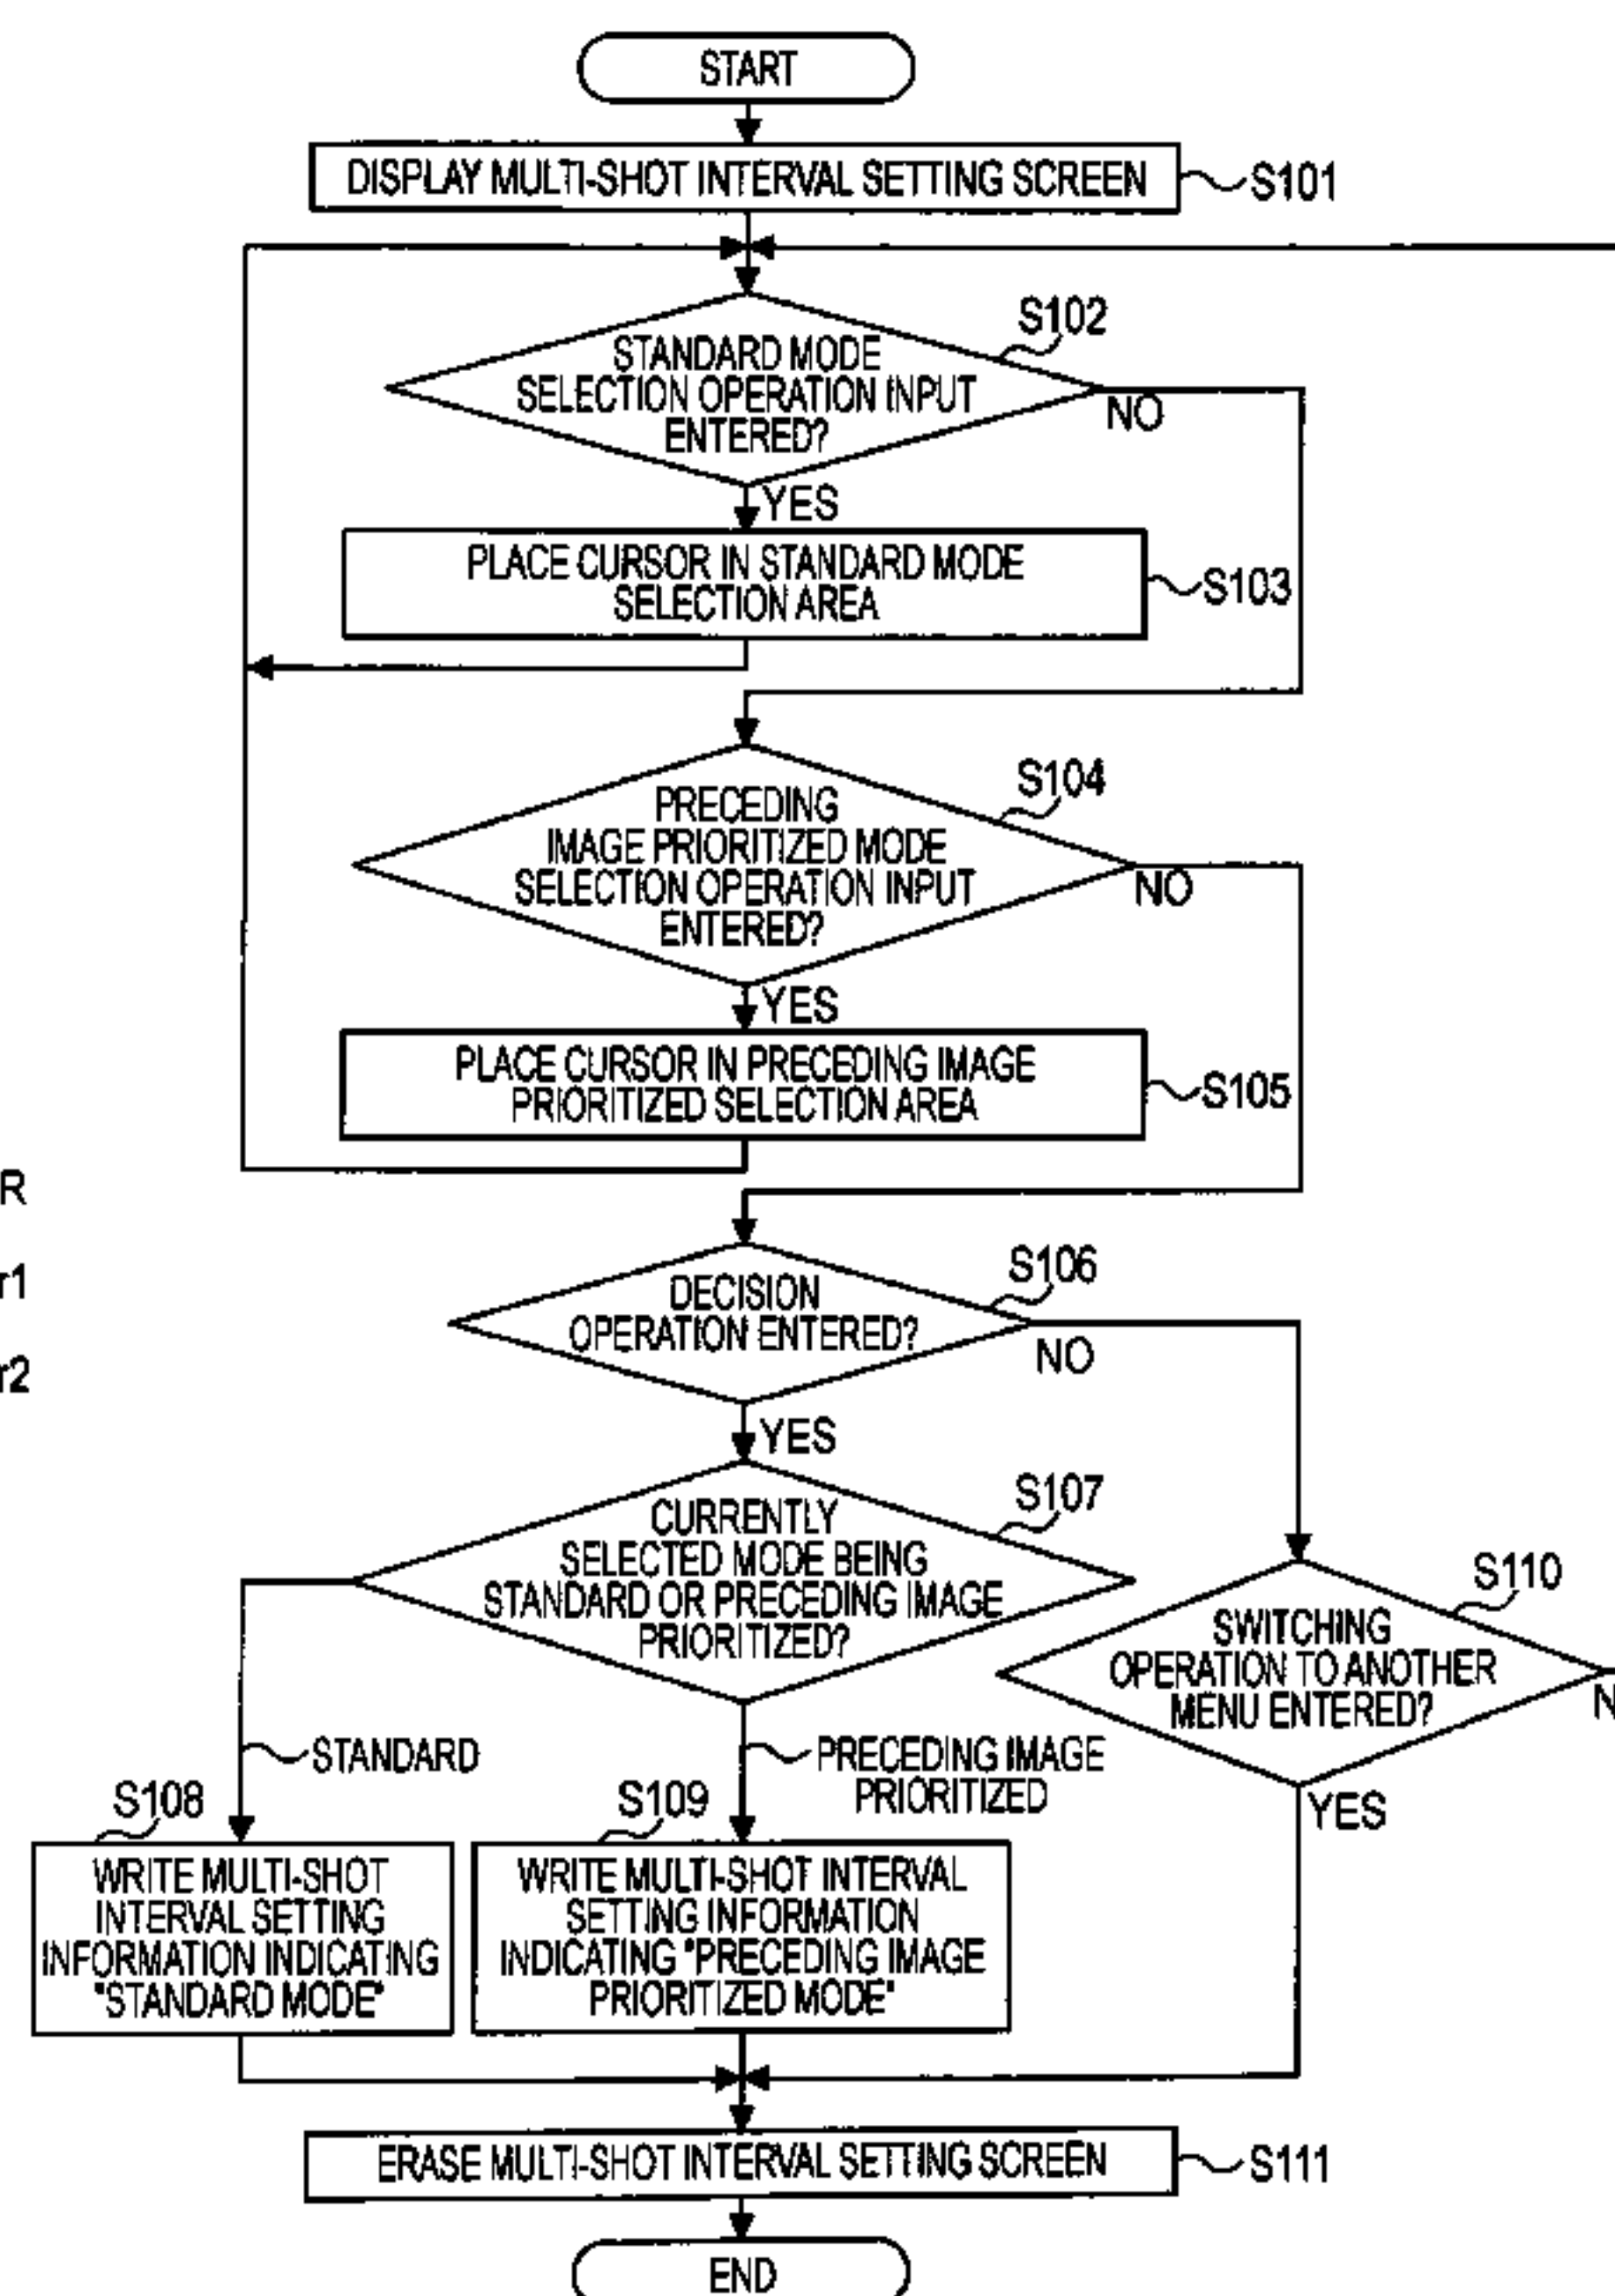 START
DISPLAY MULTI-SHOT INTERVAL SETTING SCREEN
S101
S102
STANDARD MODE
SELECTION OPERATION INPUT
ENTERED?
NO
YES
PLACE CURSOR IN STANDARD MODE
SELECTION AREA
S103
S104
PRECEDING
IMAGE PRIORITIZED MODE
SELECTION OPERATION INPUT
ENTERED?
NO
YES
PLACE CURSOR IN PRECEDING IMAGE
PRIORITIZED SELECTION AREA
S105
R
r1
r2
S106
DECISION
OPERATION ENTERED?
NO
YES
S107
CURRENTLY
SELECTED MODE BEING
STANDARD OR PRECEDING IMAGE
PRIORITIZED?
S110
SWITCHING
OPERATION TO ANOTHER
MENU ENTERED?
YES
STANDARD
PRECEDING IMAGE
PRIORITIZED
S108
WRITE MULTI-SHOT
INTERVAL SETTING
INFORMATION INDICATING
"STANDARD MODE"
S109
WRITE MULTI-SHOT INTERVAL
SETTING INFORMATION
INDICATING "PRECEDING IMAGE
PRIORITIZED MODE"
ERASE MULTI-SHOT INTERVAL SETTING SCREEN
S111
END